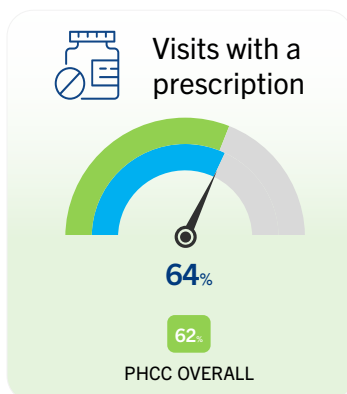 Visits with a
prescription
64%
62%
PHCC OVERALL